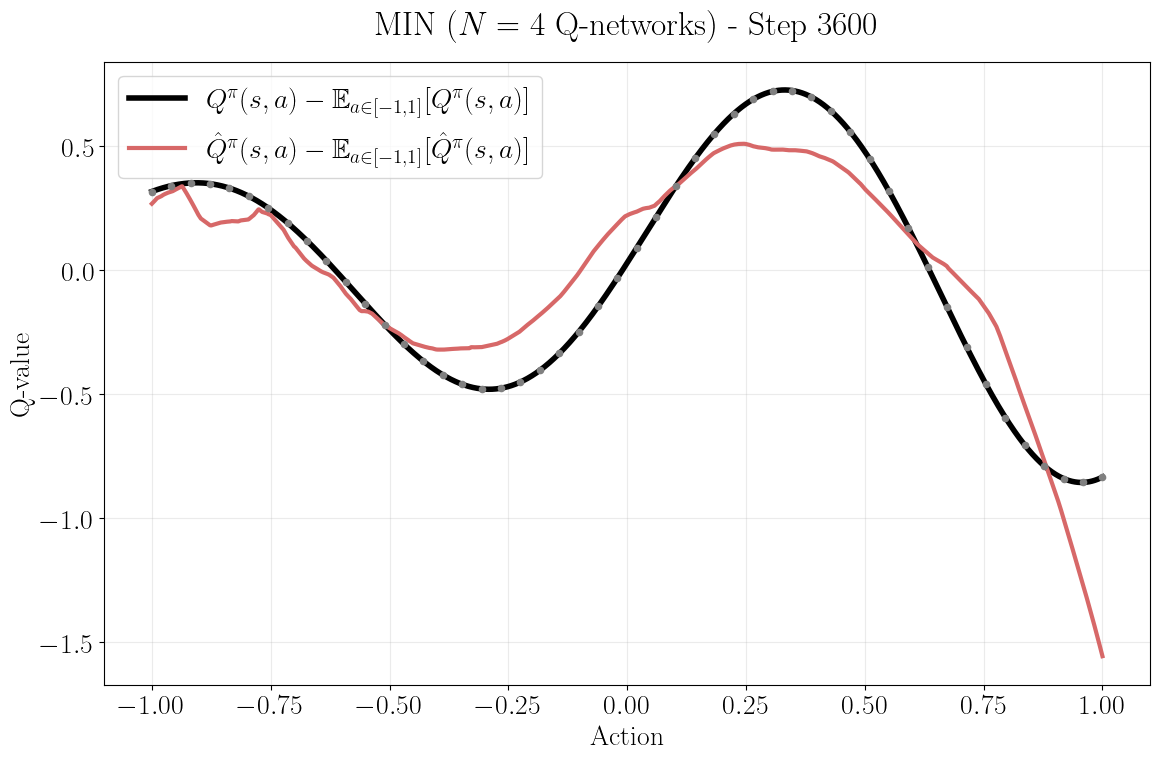 MIN (N = 4 Q-networks) - Step 3600
Q^π(s, a) − 𝔼_{a∈[−1,1]}[Q^π(s, a)]
Q̂^π(s, a) − 𝔼_{a∈[−1,1]}[Q̂^π(s, a)]
Q-value
0.5
0.0
−0.5
−1.0
−1.5
−1.00 −0.75 −0.50 −0.25 0.00 0.25 0.50 0.75 1.00
Action